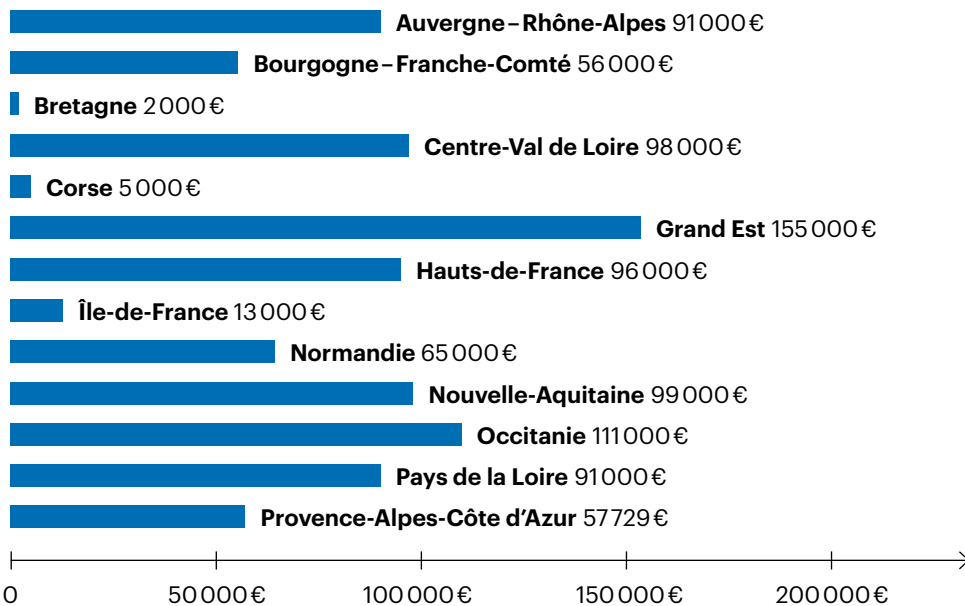 Auvergne–Rhône-Alpes 91 000 €
Bourgogne–Franche-Comté 56 000 €
Bretagne 2 000 €
Centre-Val de Loire 98 000 €
Corse 5 000 €
Grand Est 155 000 €
Hauts-de-France 96 000 €
Île-de-France 13 000 €
Normandie 65 000 €
Nouvelle-Aquitaine 99 000 €
Occitanie 111 000 €
Pays de la Loire 91 000 €
Provence-Alpes-Côte d’Azur 57 729 €
0 50 000 € 100 000 € 150 000 € 200 000 €